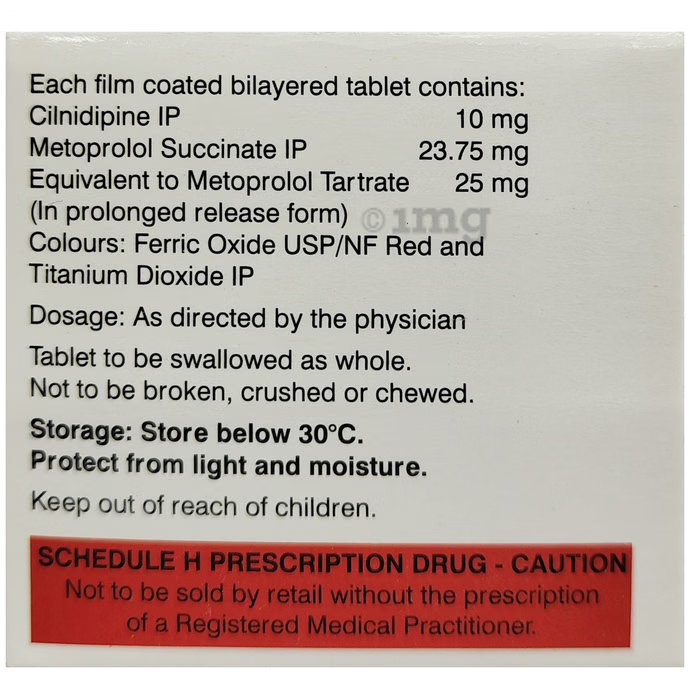 Each film coated bilayered tablet contains:
Cilnidipine IP 10 mg
Metoprolol Succinate IP 23.75 mg
Equivalent to Metoprolol Tartrate 25 mg
(In prolonged release form)
© 1mg
Colours: Ferric Oxide USP/NF Red and
Titanium Dioxide IP
Dosage: As directed by the physician
Tablet to be swallowed as whole.
Not to be broken, crushed or chewed.
Storage: Store below 30°C.
Protect from light and moisture.
Keep out of reach of children.
SCHEDULE H PRESCRIPTION DRUG - CAUTION
Not to be sold by retail without the prescription
of a Registered Medical Practitioner.